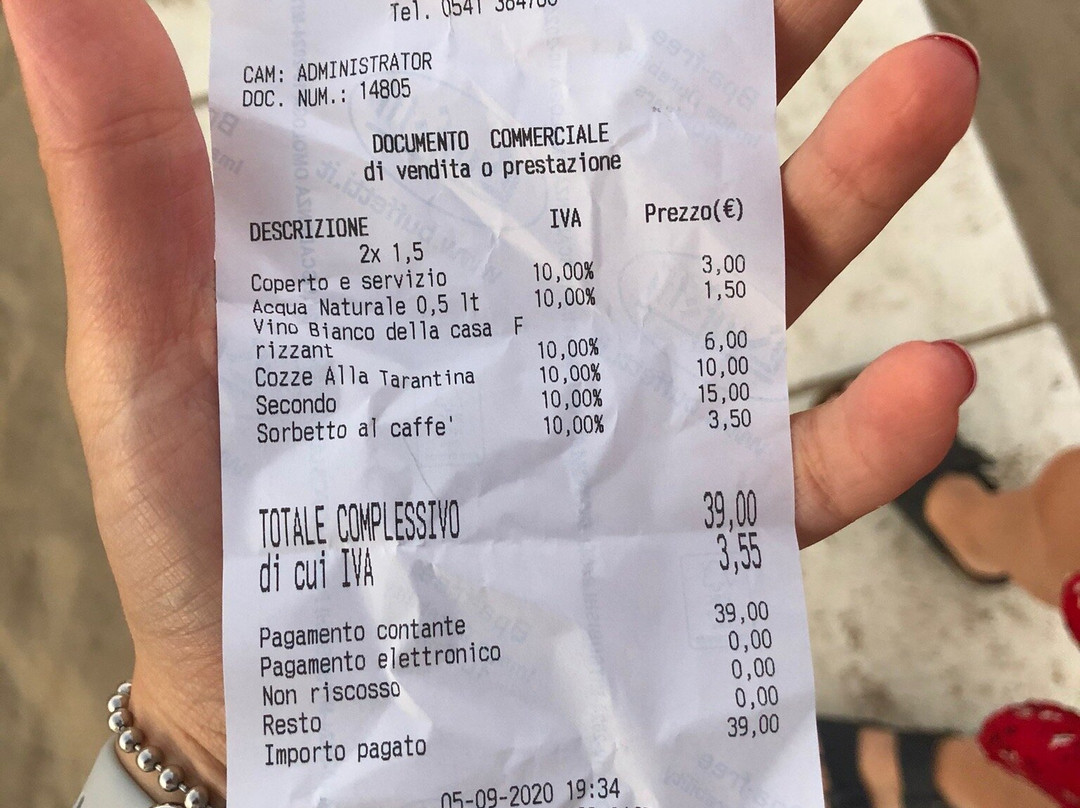 Tel. 0541
CAM: ADMINISTRATOR
DOC. NUM.: 14805
DOCUMENTO COMMERCIALE
di vendita o prestazione
DESCRIZIONE IVA Prezzo(€)
2x 1,5
Coperto e servizio 10,00% 3,00
Acqua Naturale 0,5 lt 10,00% 1,50
Vino Bianco della casa F
rizzant 10,00% 6,00
Cozze Alla Tarantina 10,00% 10,00
Secondo 10,00% 15,00
Sorbetto al caffe' 10,00% 3,50
TOTALE COMPLESSIVO 39,00
di cui IVA 3,55
Pagamento contante 39,00
Pagamento elettronico 0,00
Non riscosso 0,00
Resto 0,00
Importo pagato 39,00
05-09-2020 19:34